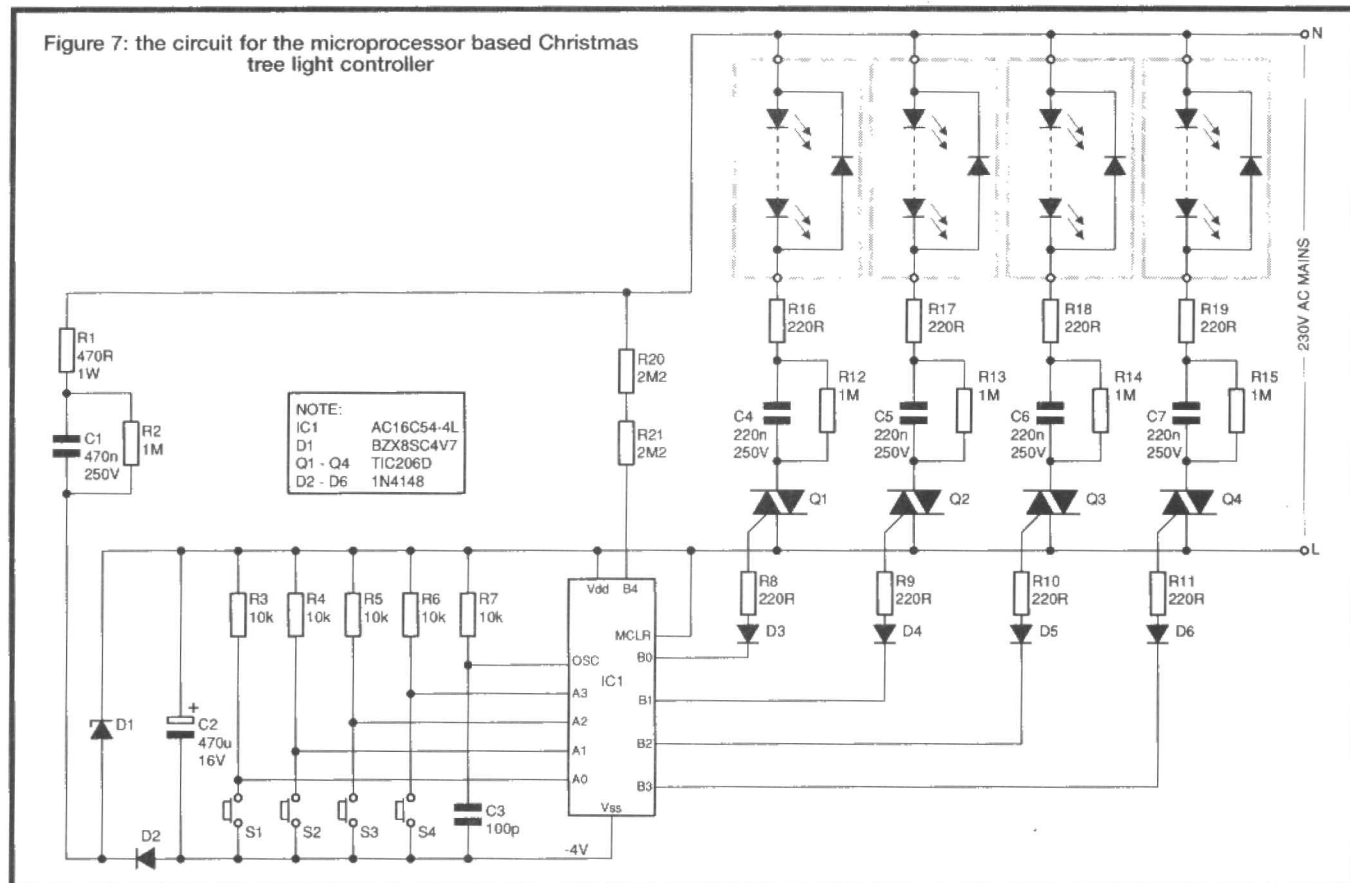 Figure 7: the circuit for the microprocessor based Christmas
tree light controller
N
230V AC MAINS
L
R1
470R
1W
C1
470n
250V
R2
1M
NOTE:
IC1 AC16C54-4L
D1 BZX8SC4V7
Q1 - Q4 TIC206D
D2 - D6 1N4148
R20
2M2
R21
2M2
R16
220R
R17
220R
R18
220R
R19
220R
R12
1M
R13
1M
R14
1M
R15
1M
C4
220n
250V
C5
220n
250V
C6
220n
250V
C7
220n
250V
Q1
Q2
Q3
Q4
R3
10k
R4
10k
R5
10k
R6
10k
R7
10k
Vdd
B4
MCLR
OSC
IC1
A3
A2
A1
A0
B0
B1
B2
B3
Vss
R8
220R
R9
220R
R10
220R
R11
220R
D3
D4
D5
D6
D1
+
C2
470u
16V
D2
S1
S2
S3
S4
C3
100p
-4V